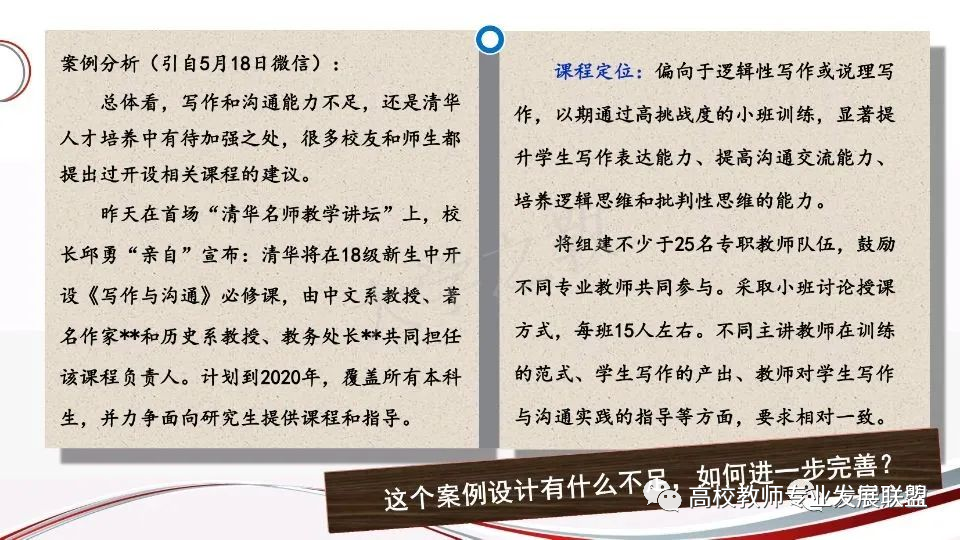 案例分析（引自5月18日微信）：
总体看，写作和沟通能力不足，还是清华
人才培养中有待加强之处，很多校友和师生都
提出过开设相关课程的建议。
昨天在首场“清华名师教学讲坛”上，校
长邱勇“亲自”宣布：清华将在18级新生中开
设《写作与沟通》必修课，由中文系教授、著
名作家**和历史系教授、教务处长**共同担任
该课程负责人。计划到2020年，覆盖所有本科
生，并力争面向研究生提供课程和指导。
课程定位：偏向于逻辑性写作或说理写
作，以期通过高挑战度的小班训练，显著提
升学生写作表达能力、提高沟通交流能力、
培养逻辑思维和批判性思维的能力。
将组建不少于25名专职教师队伍，鼓励
不同专业教师共同参与。采取小班讨论授课
方式，每班15人左右。不同主讲教师在训练
的范式、学生写作的产出、教师对学生写作
与沟通实践的指导等方面，要求相对一致。
这个案例设计有什么不足，如何进一步完善？
高校教师专业发展联盟